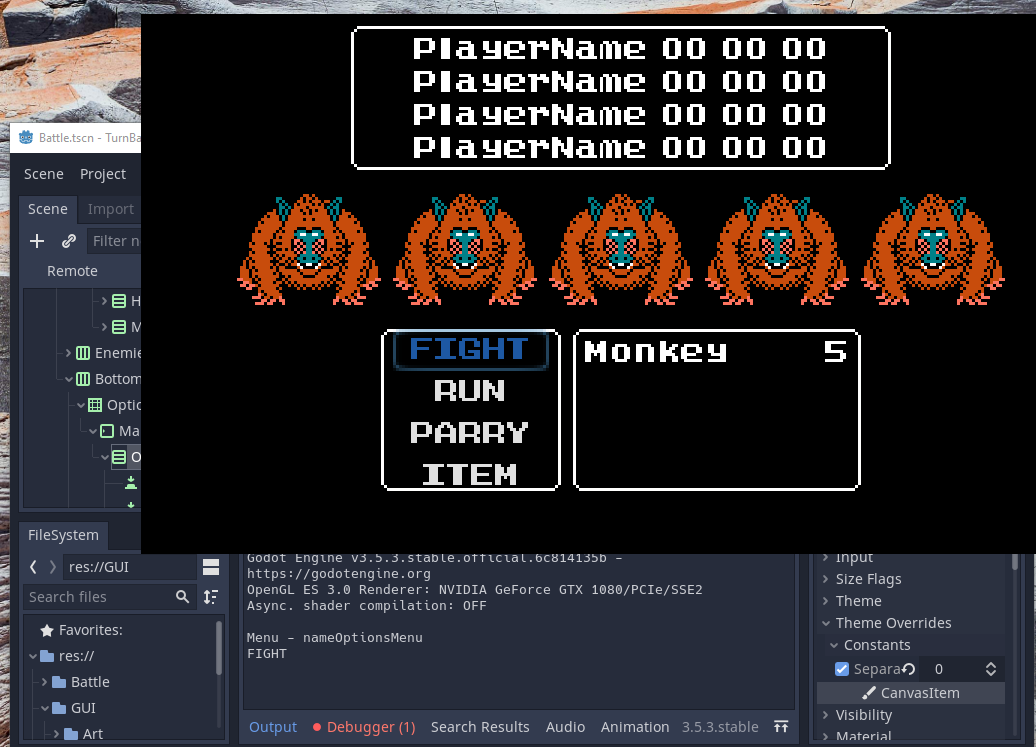 PlayerName 00 00 00
PlayerName 00 00 00
PlayerName 00 00 00
PlayerName 00 00 00
Battle.tscn - TurnBa
Scene Project
Scene Import
Filter n
Remote
H
M
Enemie
Bottom
Optio
Ma
O
FIGHT
RUN
PARRY
ITEM
Monkey 5
FileSystem
res://GUI
Search files
Favorites:
res://
Battle
GUI
Art
Godot Engine v3.5.3.stable.official.6c814135b -
https://godotengine.org
OpenGL ES 3.0 Renderer: NVIDIA GeForce GTX 1080/PCIe/SSE2
Async. shader compilation: OFF
Menu - nameOptionsMenu
FIGHT
Output Debugger (1) Search Results Audio Animation 3.5.3.stable
Input
Size Flags
Theme
Theme Overrides
Constants
Separa 0
CanvasItem
Visibility
Material